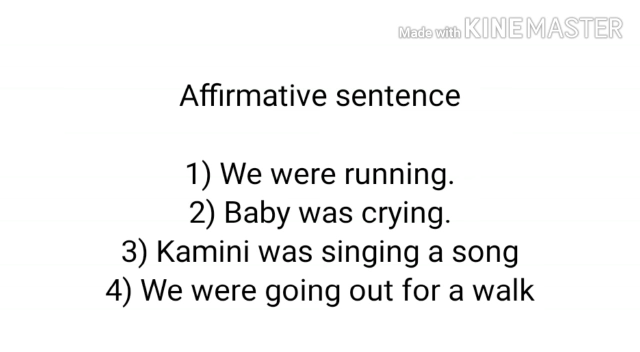 Made with KINEMASTER
Affirmative sentence
1) We were running.
2) Baby was crying.
3) Kamini was singing a song
4) We were going out for a walk